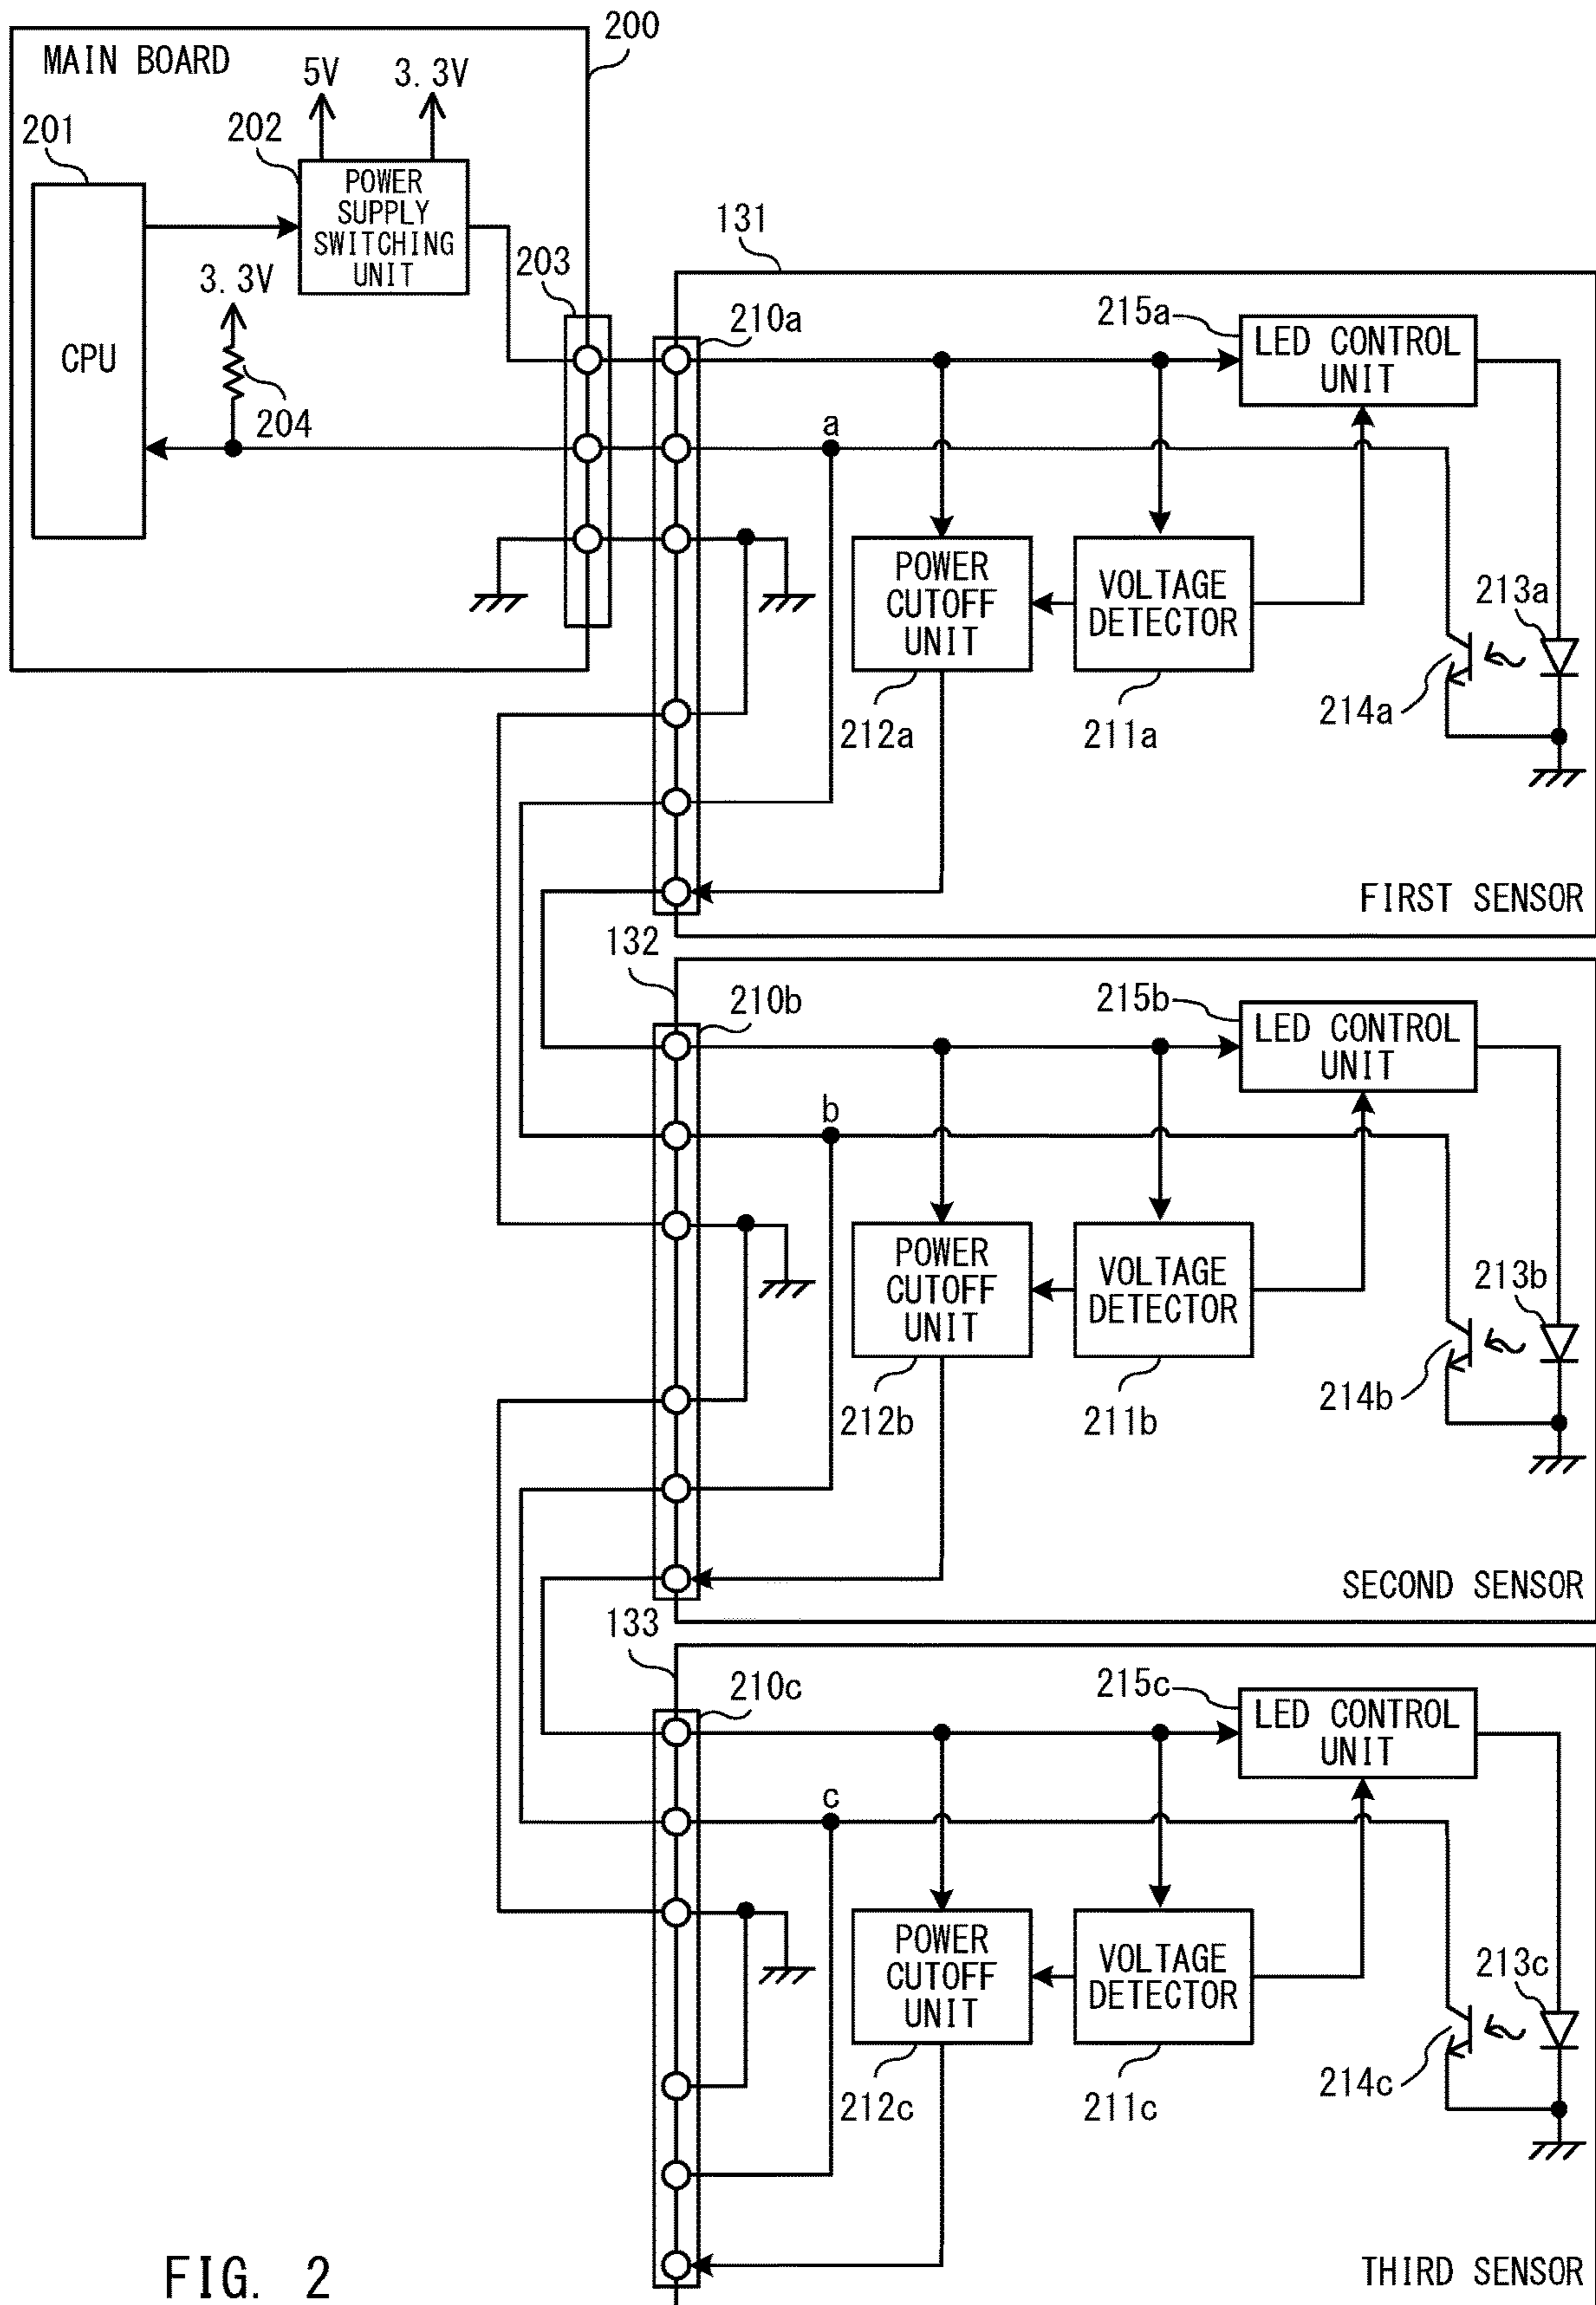 200
MAIN BOARD
5V
3.3V
201
202
POWER
SUPPLY
SWITCHING
UNIT
203
3.3V
CPU
204
131
210a
215a
LED CONTROL
UNIT
a
POWER
CUTOFF
UNIT
VOLTAGE
DETECTOR
213a
214a
212a
211a
FIRST SENSOR
132
210b
215b
LED CONTROL
UNIT
b
POWER
CUTOFF
UNIT
VOLTAGE
DETECTOR
213b
214b
212b
211b
SECOND SENSOR
133
210c
215c
LED CONTROL
UNIT
c
POWER
CUTOFF
UNIT
VOLTAGE
DETECTOR
213c
214c
212c
211c
THIRD SENSOR
FIG. 2